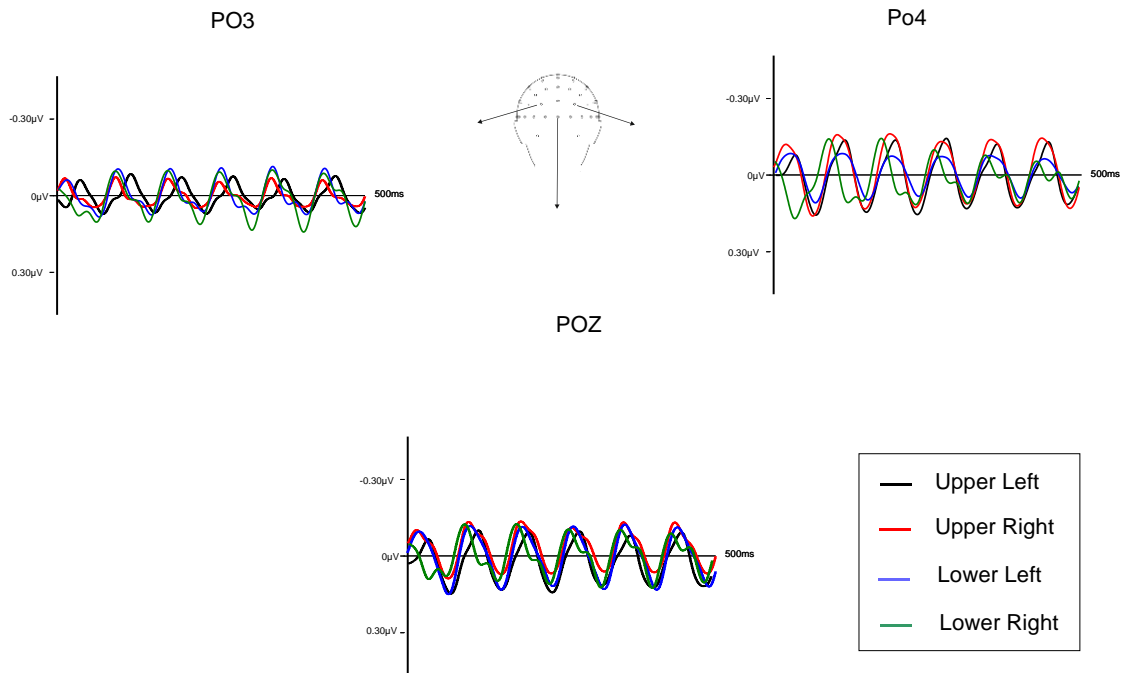 PO3
Po4
-0.30µV
0µV
0.30µV
500ms
-0.30µV
0µV
0.30µV
500ms
POZ
-0.30µV
0µV
0.30µV
500ms
Upper Left
Upper Right
Lower Left
Lower Right